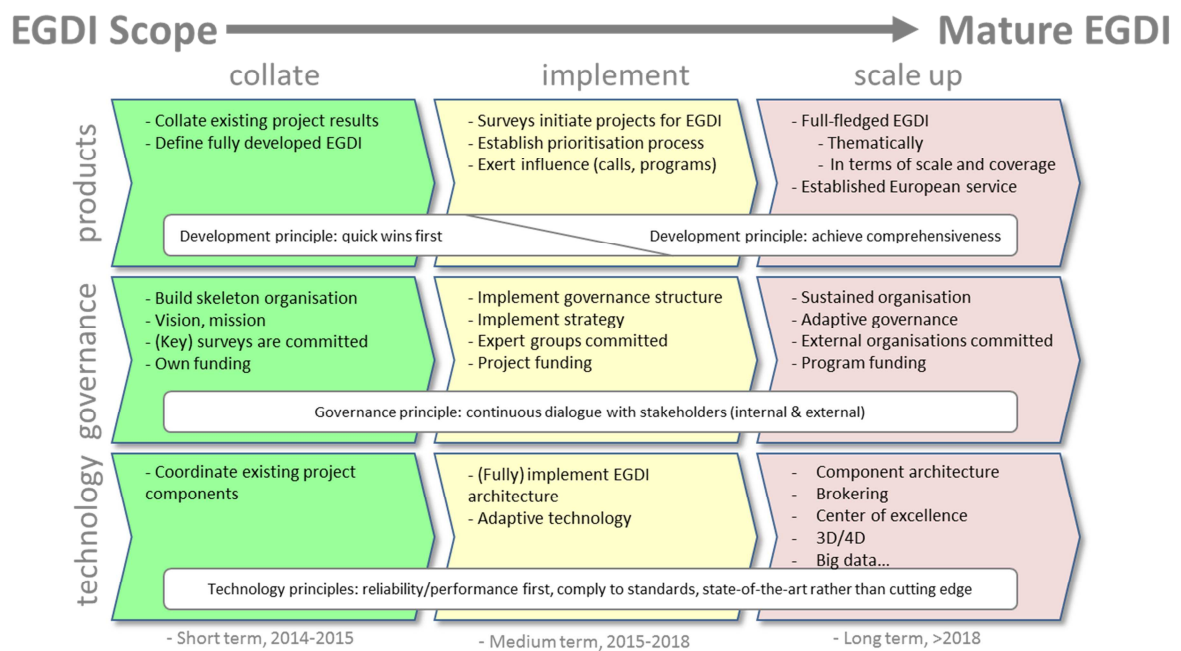 EGDI Scope
Mature EGDI
collate
implement
scale up
products
- Collate existing project results
- Define fully developed EGDI
- Surveys initiate projects for EGDI
- Establish prioritisation process
- Exert influence (calls, programs)
- Full-fledged EGDI
- Thematically
- In terms of scale and coverage
- Established European service
Development principle: quick wins first
Development principle: achieve comprehensiveness
governance
- Build skeleton organisation
- Vision, mission
- (Key) surveys are committed
- Own funding
- Implement governance structure
- Implement strategy
- Expert groups committed
- Project funding
- Sustained organisation
- Adaptive governance
- External organisations committed
- Program funding
Governance principle: continuous dialogue with stakeholders (internal & external)
technology
- Coordinate existing project
components
- (Fully) implement EGDI
architecture
- Adaptive technology
- Component architecture
- Brokering
- Center of excellence
- 3D/4D
- Big data...
Technology principles: reliability/performance first, comply to standards, state-of-the-art rather than cutting edge
- Short term, 2014-2015
- Medium term, 2015-2018
- Long term, >2018